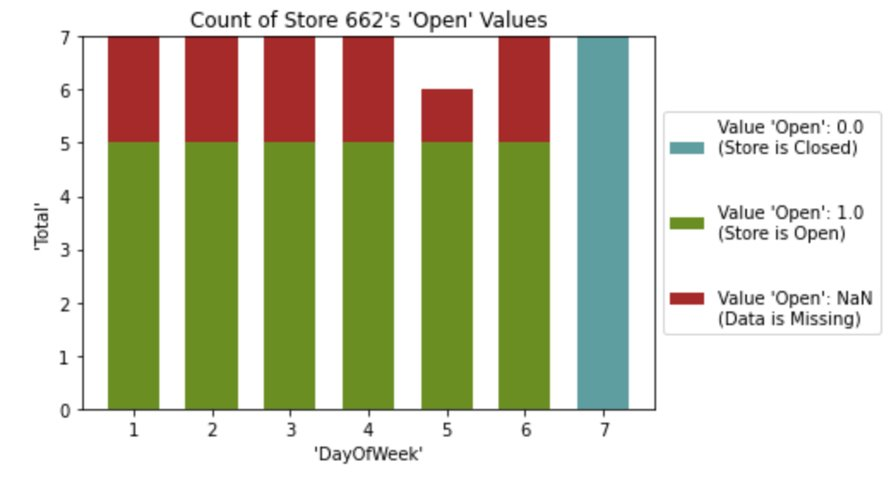 Count of Store 662's 'Open' Values
7
6
5
4
3
2
1
0
'Total'
1 2 3 4 5 6 7
'DayOfWeek'
Value 'Open': 0.0
(Store is Closed)
Value 'Open': 1.0
(Store is Open)
Value 'Open': NaN
(Data is Missing)